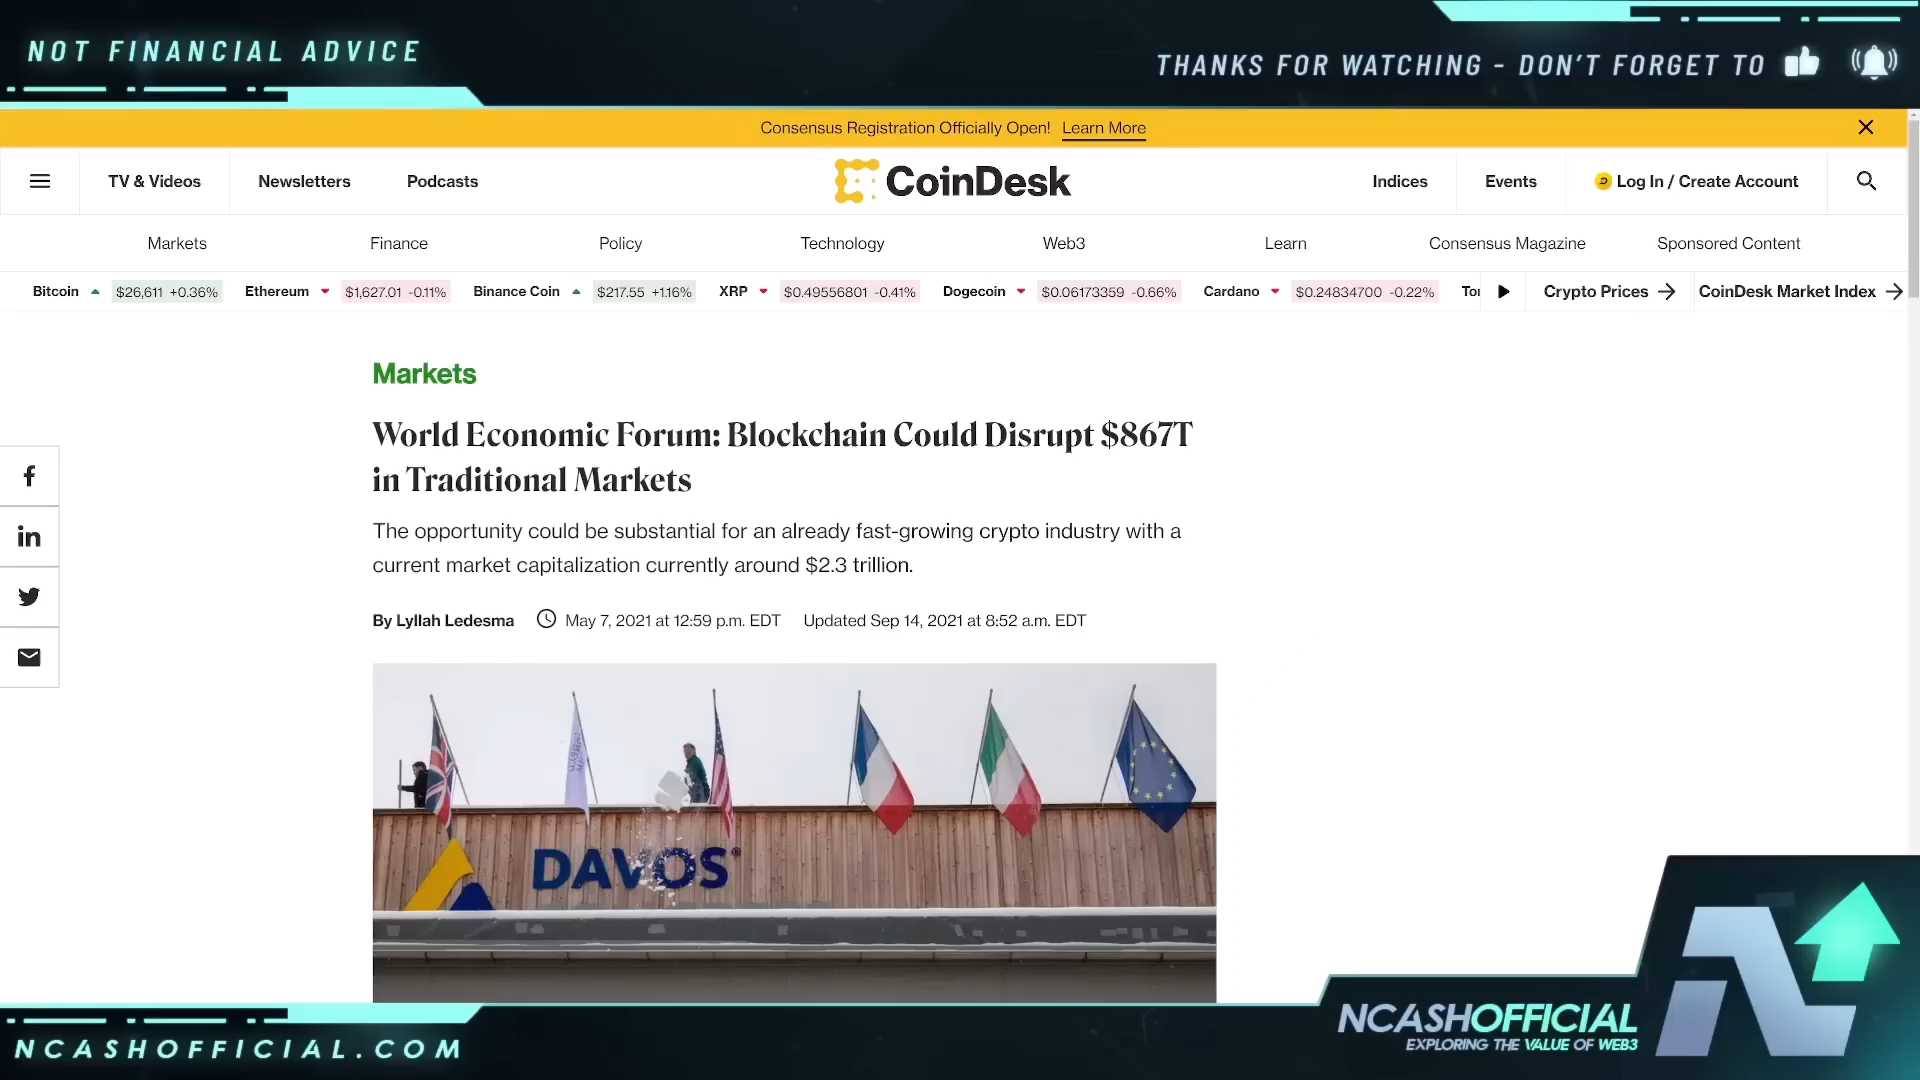 NOT FINANCIAL ADVICE
THANKS FOR WATCHING - DON'T FORGET TO
Consensus Registration Officially Open! Learn More
TV & Videos Newsletters Podcasts CoinDesk Indices Events Log In / Create Account
Markets Finance Policy Technology Web3 Learn Consensus Magazine Sponsored Content
Bitcoin $26,611 +0.36% Ethereum $1,627.01 -0.11% Binance Coin $217.55 +1.16% XRP $0.49556801 -0.41% Dogecoin $0.06173359 -0.66% Cardano $0.24834700 -0.22% Crypto Prices CoinDesk Market Index
Markets
World Economic Forum: Blockchain Could Disrupt $867T
in Traditional Markets
The opportunity could be substantial for an already fast-growing crypto industry with a
current market capitalization currently around $2.3 trillion.
By Lyllah Ledesma May 7, 2021 at 12:59 p.m. EDT Updated Sep 14, 2021 at 8:52 a.m. EDT
DAVOS®
NCASHOFFICIAL
EXPLORING THE VALUE OF WEB3
NCASHOFFICIAL.COM